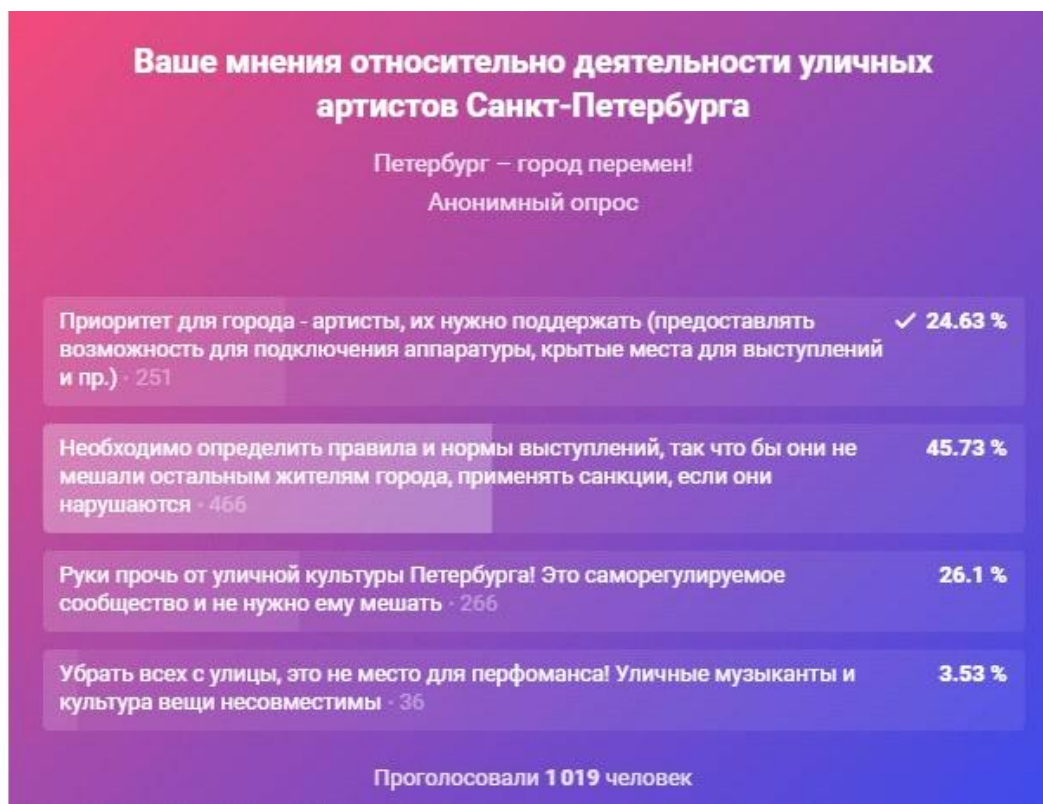 Ваше мнения относительно деятельности уличных
артистов Санкт-Петербурга
Петербург – город перемен!
Анонимный опрос
Приоритет для города - артисты, их нужно поддержать (предоставлять
возможность для подключения аппаратуры, крытые места для выступлений
и пр.) · 251
✓ 24.63 %
Необходимо определить правила и нормы выступлений, так что бы они не
мешали остальным жителям города, применять санкции, если они
нарушаются · 466
45.73 %
Руки прочь от уличной культуры Петербурга! Это саморегулируемое
сообщество и не нужно ему мешать · 266
26.1 %
Убрать всех с улицы, это не место для перфоманса! Уличные музыканты и
культура вещи несовместимы · 36
3.53 %
Проголосовали 1 019 человек